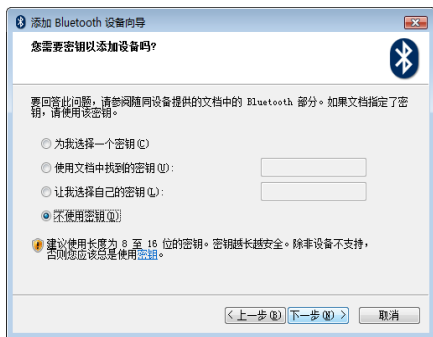 添加 Bluetooth 设备向导
您需要密钥以添加设备吗?
要回答此问题，请参阅随同设备提供的文档中的 Bluetooth 部分。如果文档指定了密
钥，请使用该密钥。
为我选择一个密钥(C)
使用文档中找到的密钥(U):
让我选择自己的密钥(L):
不使用密钥(D)
建议使用长度为 8 至 16 位的密钥。密钥越长越安全。除非设备不支持，
否则您应该总是使用密钥。
< 上一步(B) 下一步(N) > 取消